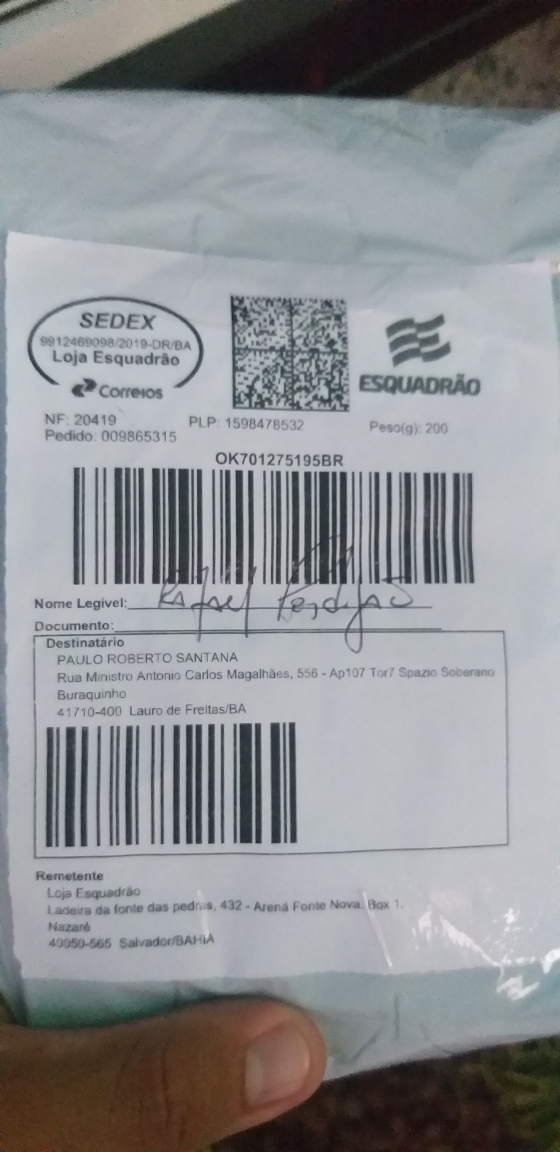 SEDEX
9912469098/2019-DR/BA
Loja Esquadrão
Correios
ESQUADRÃO
NF: 20419
PLP: 1598478532
Peso(g): 200
Pedido: 009865315
OK701275195BR
Nome Legível: Rafael Perdigão
Documento:
Destinatário
PAULO ROBERTO SANTANA
Rua Ministro Antonio Carlos Magalhães, 556 - Ap107 Tor7 Spazio Soberano
Buraquinho
41710-400 Lauro de Freitas/BA
Remetente
Loja Esquadrão
Ladeira da fonte das pedras, 432 - Arena Fonte Nova, Box 1,
Nazaré
40050-565 Salvador/BAHIA